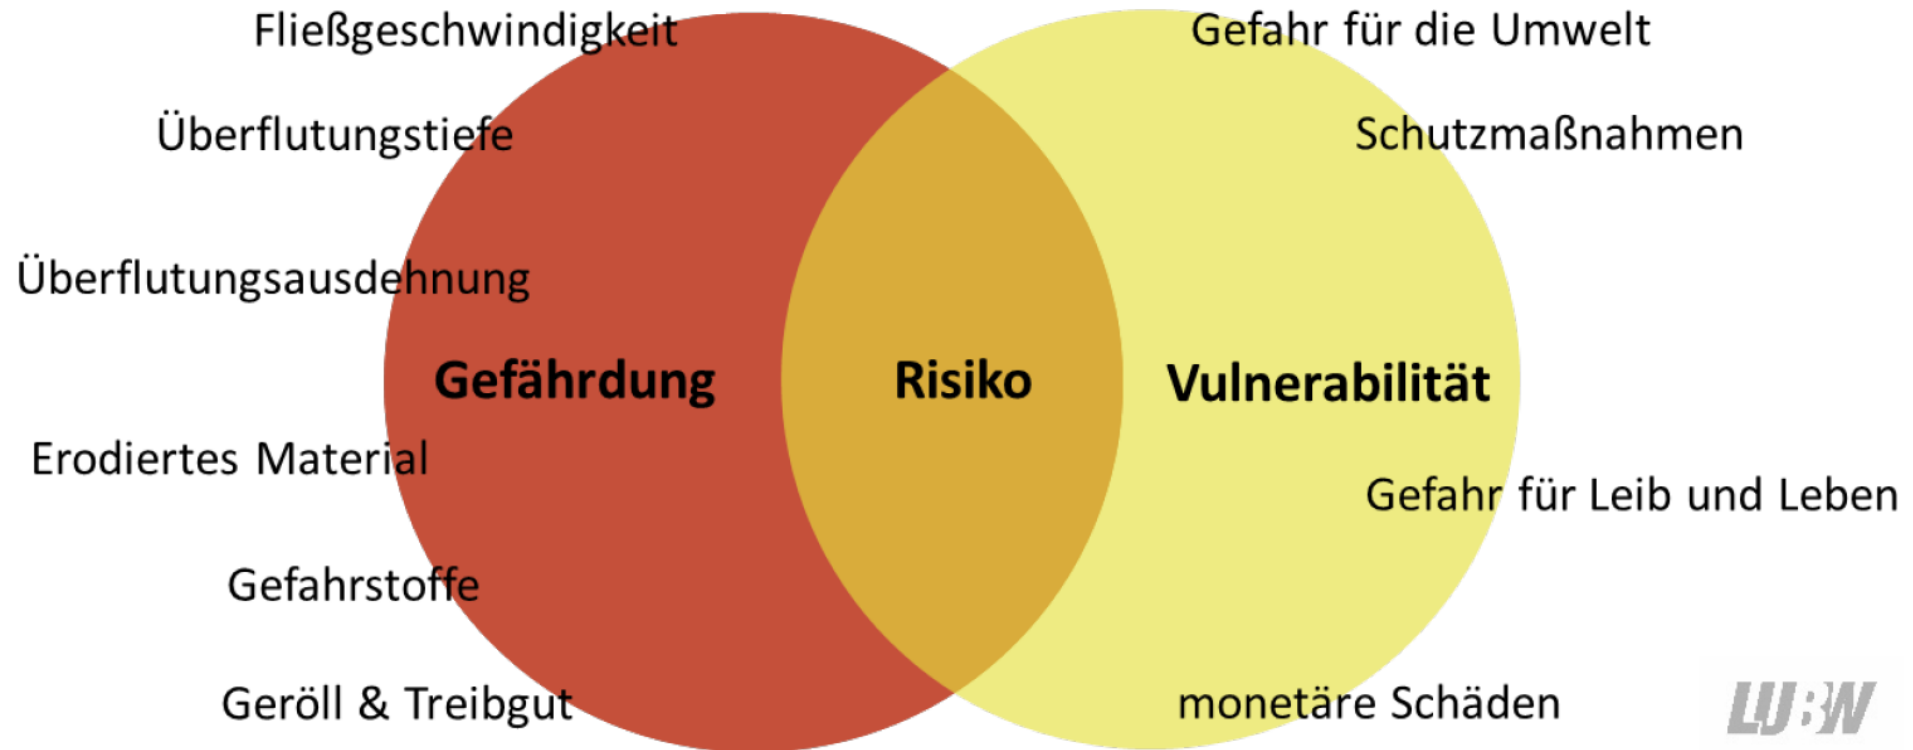 Fließgeschwindigkeit
Gefahr für die Umwelt
Überflutungstiefe
Schutzmaßnahmen
Überflutungsausdehnung
Gefährdung
Risiko
Vulnerabilität
Erodiertes Material
Gefahr für Leib und Leben
Gefahrstoffe
Geröll & Treibgut
monetäre Schäden
LUBW